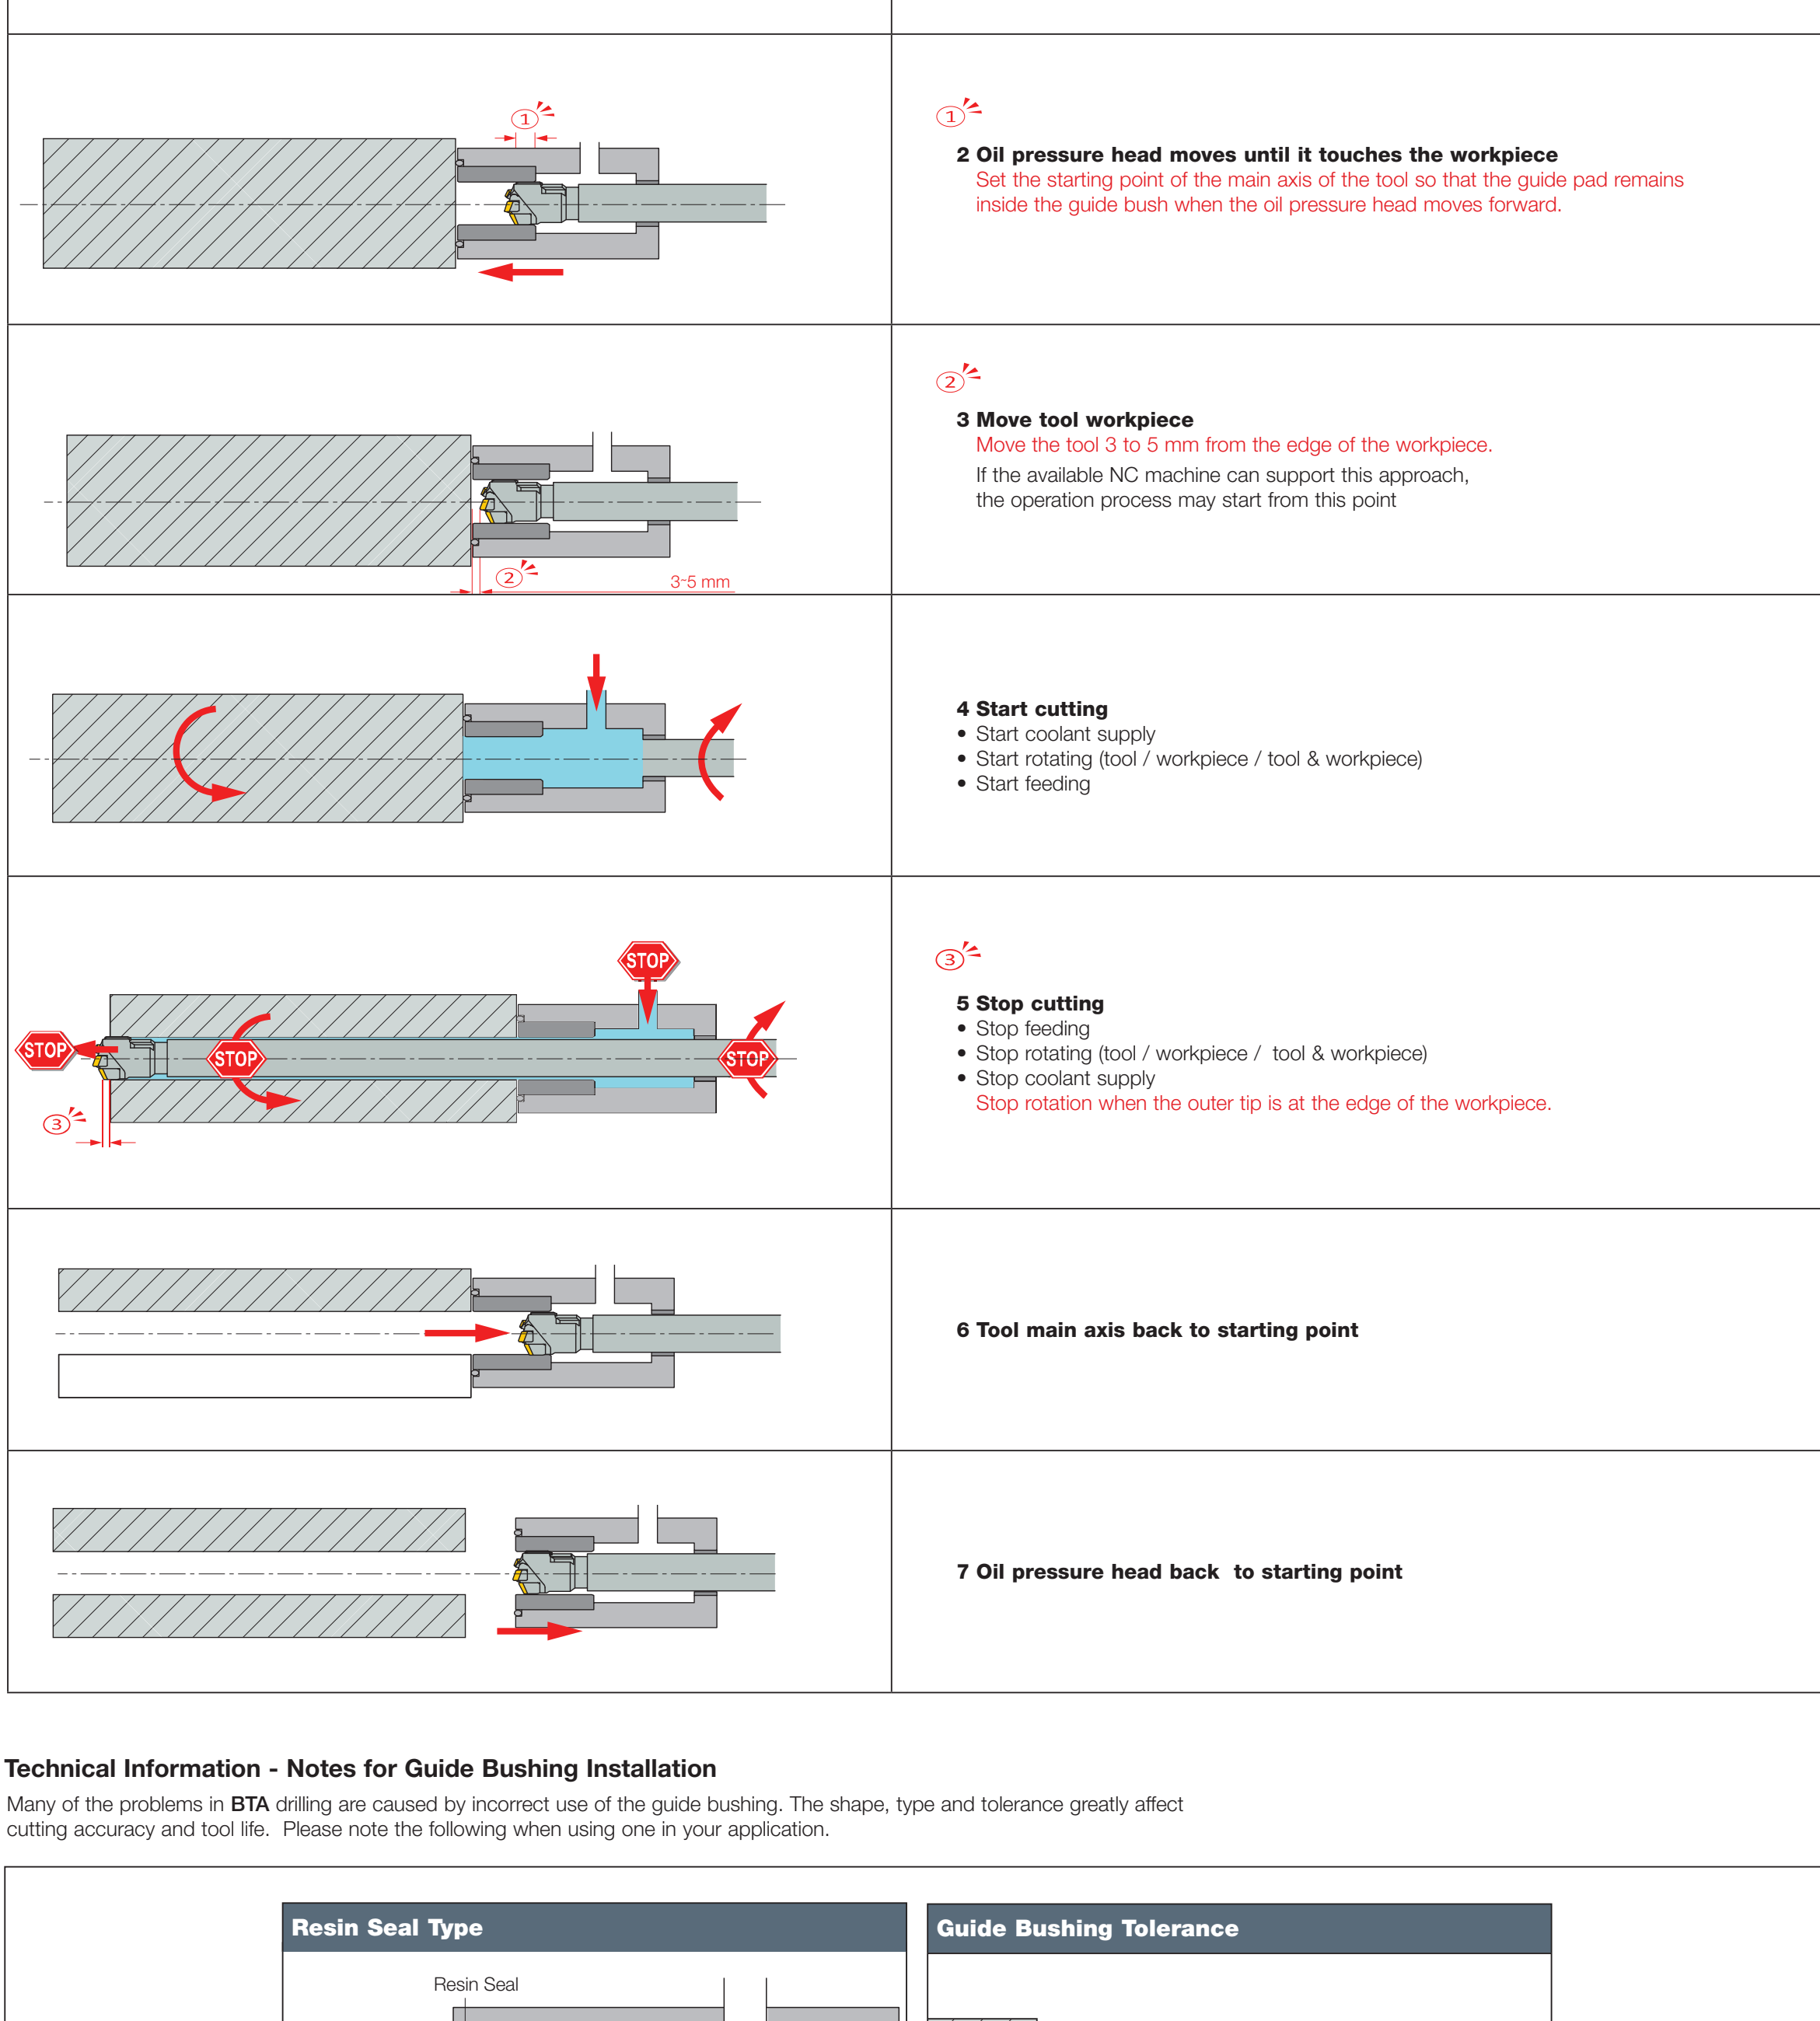 1
1
2 Oil pressure head moves until it touches the workpiece
Set the starting point of the main axis of the tool so that the guide pad remains
inside the guide bush when the oil pressure head moves forward.
2
3~5 mm
2
3 Move tool workpiece
Move the tool 3 to 5 mm from the edge of the workpiece.
If the available NC machine can support this approach,
the operation process may start from this point
4 Start cutting
• Start coolant supply
• Start rotating (tool / workpiece / tool & workpiece)
• Start feeding
STOP
STOP
STOP
STOP
3
3
5 Stop cutting
• Stop feeding
• Stop rotating (tool / workpiece / tool & workpiece)
• Stop coolant supply
Stop rotation when the outer tip is at the edge of the workpiece.
6 Tool main axis back to starting point
7 Oil pressure head back to starting point
Technical Information - Notes for Guide Bushing Installation
Many of the problems in BTA drilling are caused by incorrect use of the guide bushing. The shape, type and tolerance greatly affect
cutting accuracy and tool life. Please note the following when using one in your application.
Resin Seal Type
Resin Seal
Guide Bushing Tolerance